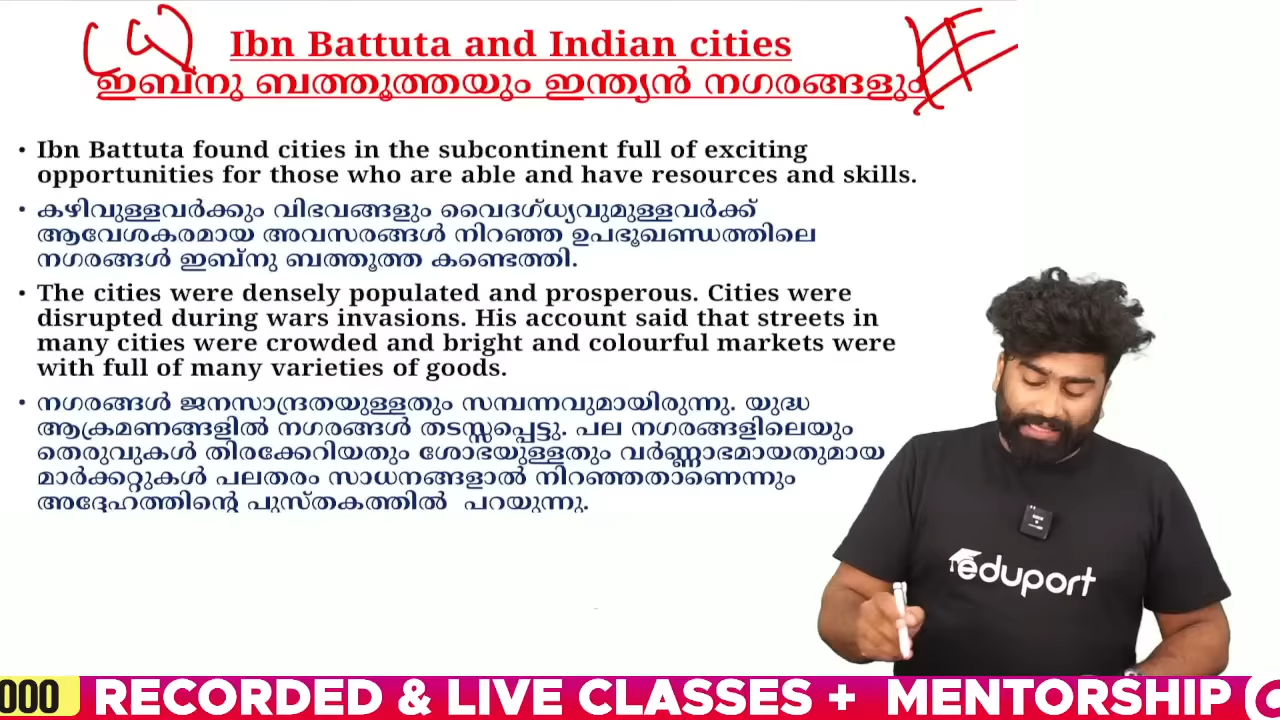 Ibn Battuta and Indian cities
ഇബ്നു ബത്തൂത്തയും ഇന്ത്യൻ നഗരങ്ങളും
• Ibn Battuta found cities in the subcontinent full of exciting
opportunities for those who are able and have resources and skills.
• കഴിവുള്ളവർക്കും വിഭവങ്ങളും വൈദഗ്ധ്യവുമുള്ളവർക്ക്
ആവേശകരമായ അവസരങ്ങൾ നിറഞ്ഞ ഉപഭൂഖണ്ഡത്തിലെ
നഗരങ്ങൾ ഇബ്നു ബത്തൂത്ത കണ്ടെത്തി.
• The cities were densely populated and prosperous. Cities were
disrupted during wars invasions. His account said that streets in
many cities were crowded and bright and colourful markets were
with full of many varieties of goods.
• നഗരങ്ങൾ ജനസാന്ദ്രതയുള്ളതും സമ്പന്നവുമായിരുന്നു. യുദ്ധ
ആക്രമണങ്ങളിൽ നഗരങ്ങൾ തടസ്സപ്പെട്ടു. പല നഗരങ്ങളിലെയും
തെരുവുകൾ തിരക്കേറിയതും ശോഭയുള്ളതും വർണ്ണാഭമായതുമായ
മാർക്കറ്റുകൾ പലതരം സാധനങ്ങളാൽ നിറഞ്ഞതാണെന്നും
അദ്ദേഹത്തിന്റെ പുസ്തകത്തിൽ പറയുന്നു.
eduport
000 RECORDED & LIVE CLASSES + MENTORSHIP (